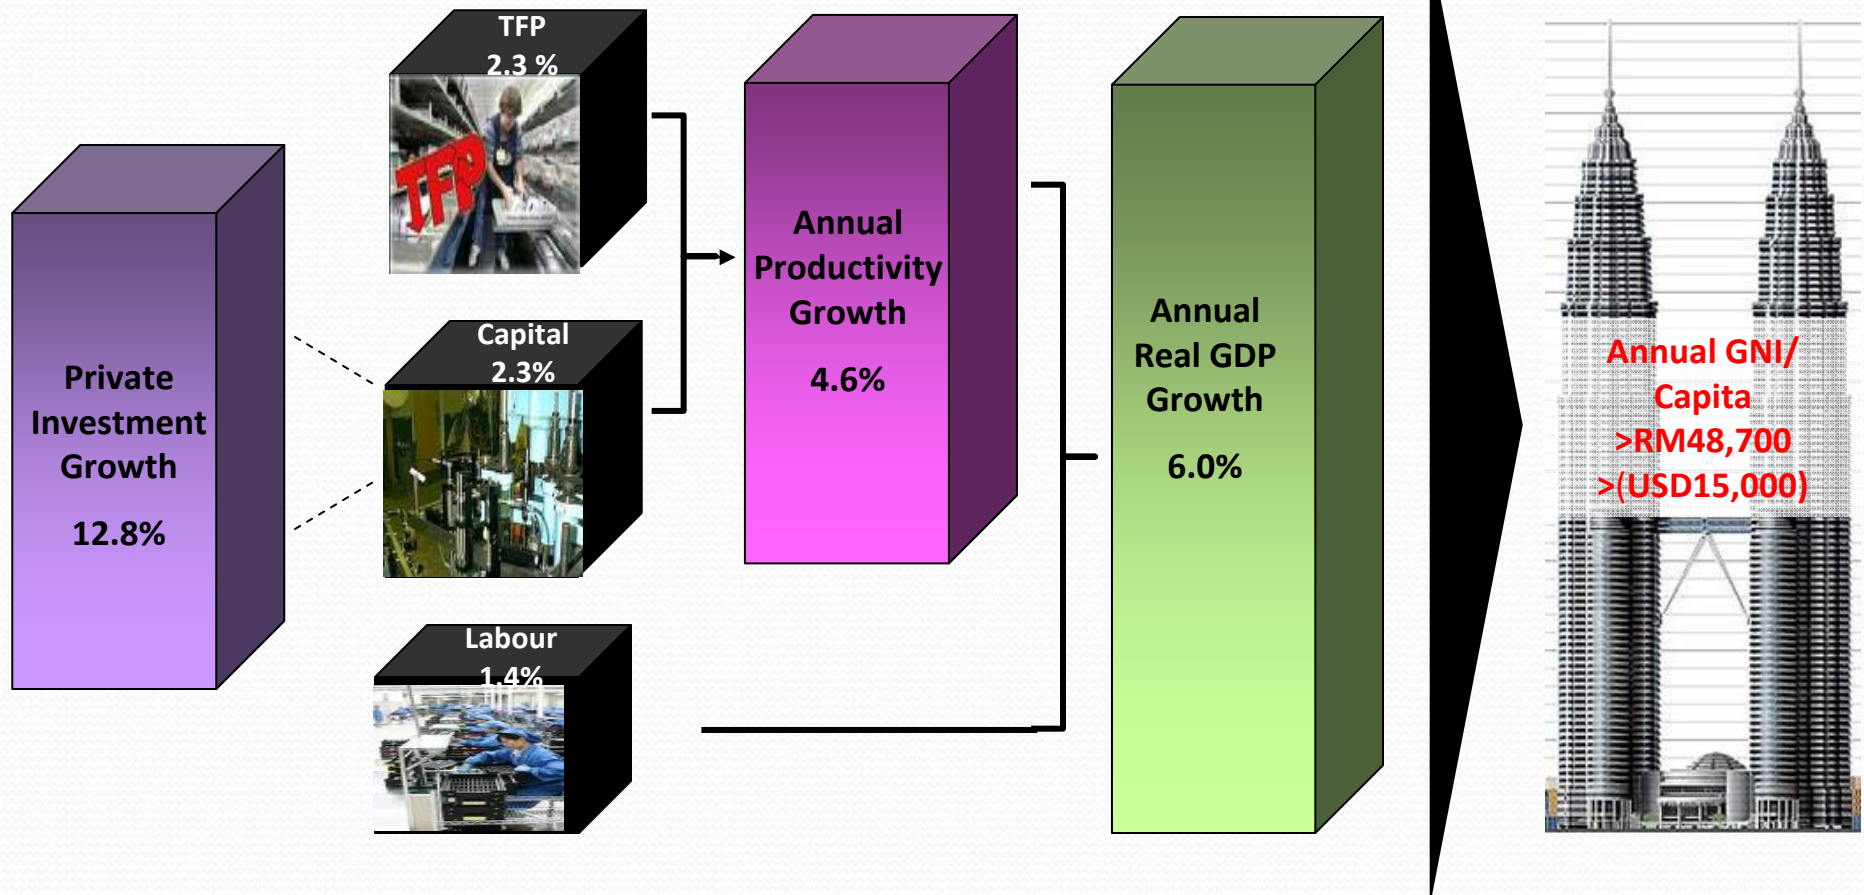 Private
Investment
Growth
12.8%
TFP
2.3 %
TFP
Capital
2.3%
Labour
1.4%
Annual
Productivity
Growth
4.6%
Annual
Real GDP
Growth
6.0%
Annual GNI/
Capita
>RM48,700
>(USD15,000)